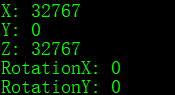 X: 32767
Y: 0
Z: 32767
RotationX: 0
RotationY: 0